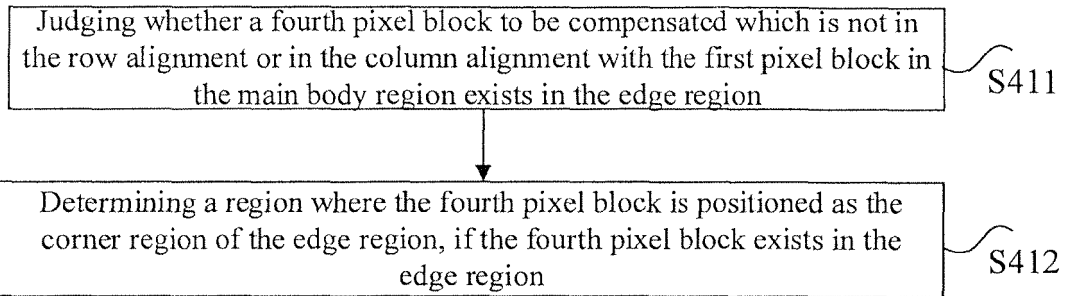 Judging whether a fourth pixel block to be compensated which is not in
the row alignment or in the column alignment with the first pixel block in
the main body region exists in the edge region
S411
Determining a region where the fourth pixel block is positioned as the
corner region of the edge region, if the fourth pixel block exists in the
edge region
S412